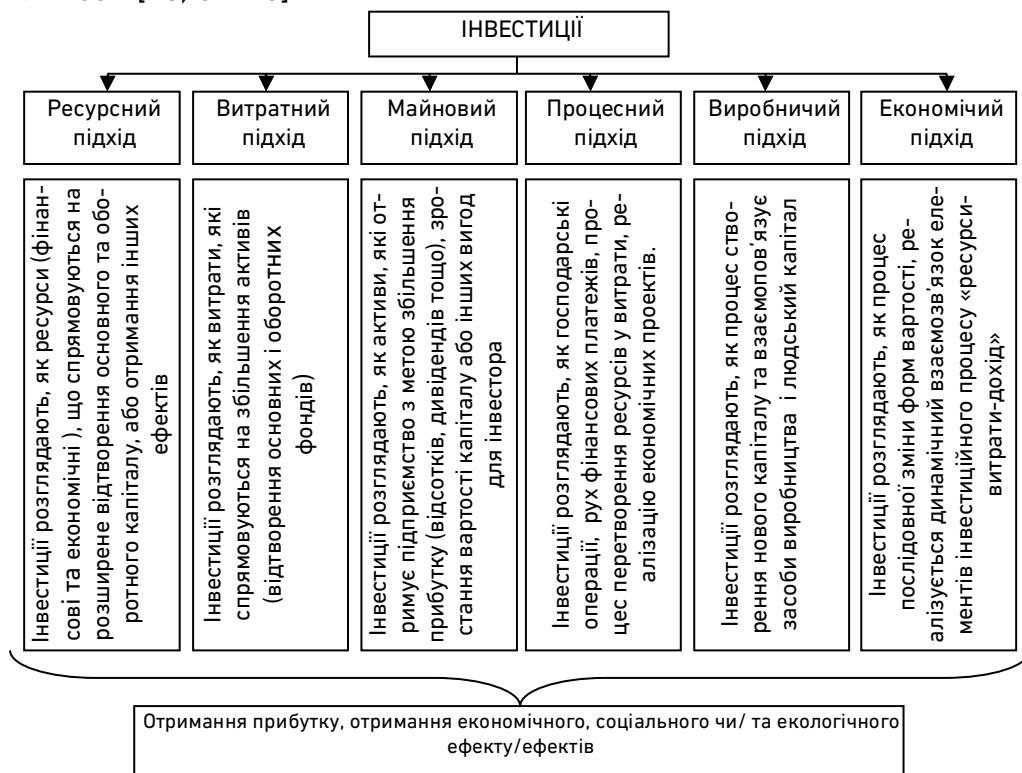 ІНВЕСТИЦІЇ
Ресурсний
підхід
Витратний
підхід
Майновий
підхід
Процесний
підхід
Виробничий
підхід
Економічий
підхід
Інвестиції розглядають, як ресурси (фінан-
сові та економічні ), що спрямовуються на
розширене відтворення основного та обо-
ротного капіталу, або отримання інших
ефектів
Інвестиції розглядають, як витрати, які
спрямовуються на збільшення активів
(відтворення основних і оборотних
фондів)
Інвестиції розглядають, як активи, які от-
римує підприємство з метою збільшення
прибутку (відсотків, дивідендів тощо), зро-
стання вартості капіталу або інших вигод
для інвестора
Інвестиції розглядають, як господарські
операції, рух фінансових платежів, про-
цес перетворення ресурсів у витрати, ре-
алізацію економічних проектів.
Інвестиції розглядають, як процес ство-
рення нового капіталу та взаємопов'язує
засоби виробництва і людський капітал
Інвестиції розглядають, як процес
послідовної зміни форм вартості, ре-
алізується динамічний взаємозв'язок еле-
ментів інвестиційного процесу «ресурси-
витрати-дохід»
Отримання прибутку, отримання економічного, соціального чи/ та екологічного
ефекту/ефектів